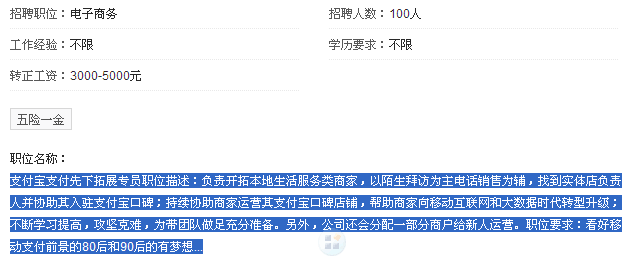 招聘职位：电子商务 招聘人数：100人
工作经验：不限 学历要求：不限
转正工资：3000-5000元
五险一金
职位名称：
支付宝支付先下拓展专员职位描述：负责开拓本地生活服务类商家，以陌生拜访为主电话销售为辅，找到实体店负责
人并协助其入驻支付宝口碑；持续协助商家运营其支付宝口碑店铺，帮助商家向移动互联网和大数据时代转型升级；
不断学习提高，攻坚克难，为带团队做足充分准备。另外，公司还会分配一部分商户给新人运营。职位要求：看好移
动支付前景的80后和90后的有梦想...